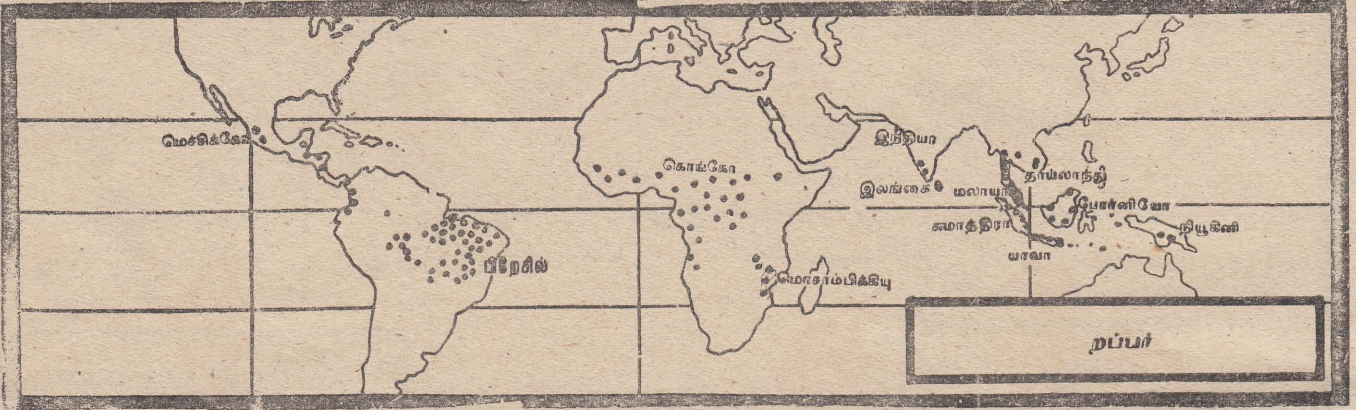 மெச்சிக்கோ
கொங்கோ
இந்தியா
தாய்லாந்து
இலங்கை
மலாயா
போர்னியோ
சுமாத்திரா
நியூகினி
யாவா
பிறேசில்
மொசாம்பிக்கியு
றப்பர்